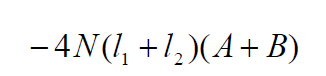 −4N(l₁ + l₂)(A + B)